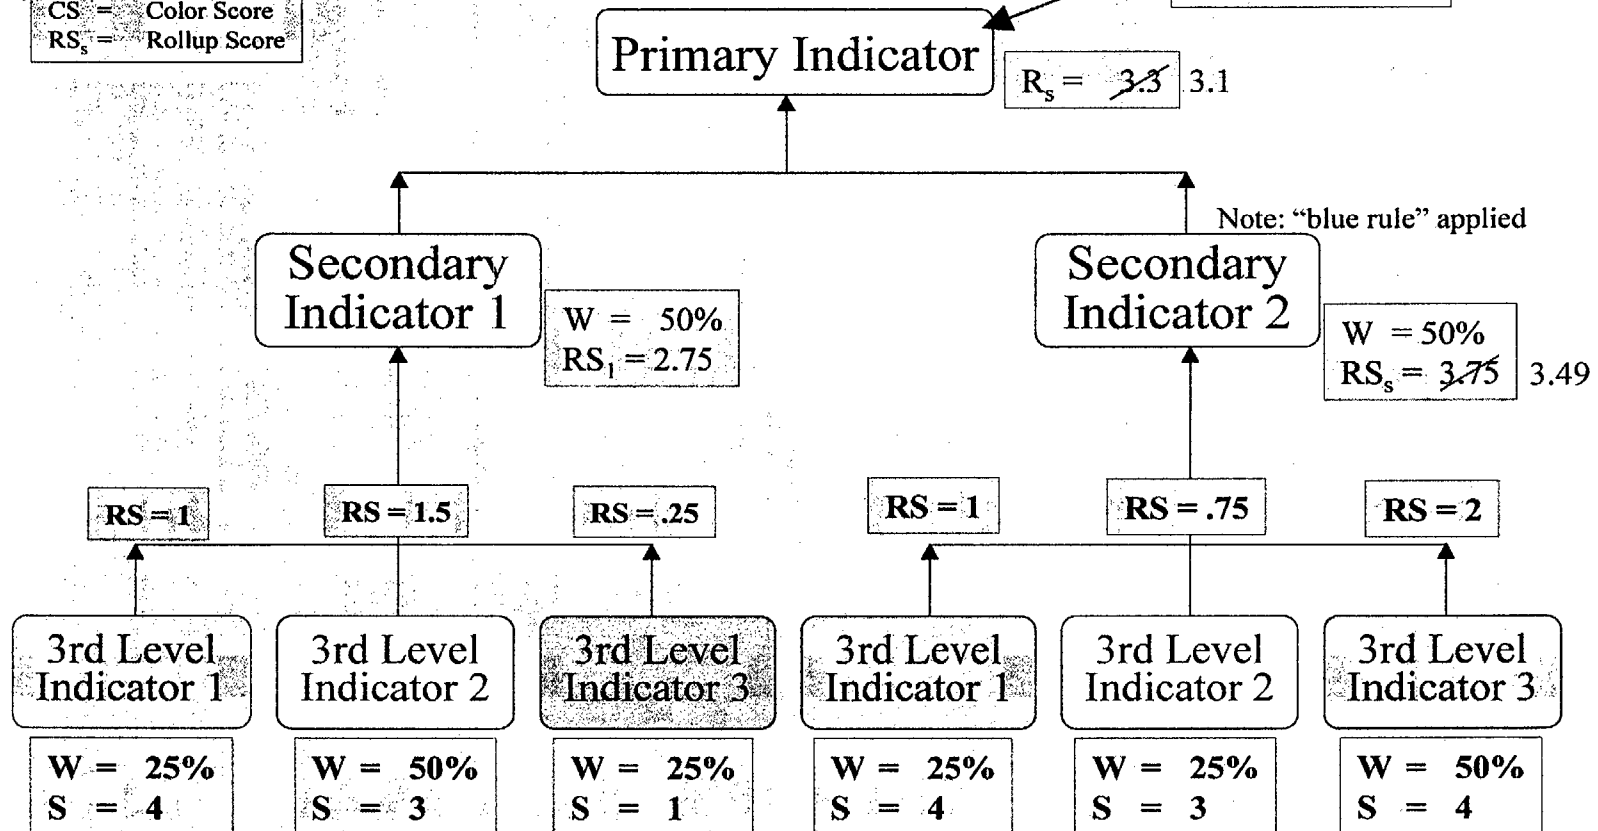 CS = Color Score
RSs = Rollup Score
Primary Indicator
Rs = 3.3 3.1
Note: “blue rule” applied
Secondary
Indicator 1
W = 50%
RS1 = 2.75
Secondary
Indicator 2
W = 50%
RSs = 3.75 3.49
RS = 1
RS = 1.5
RS = .25
RS = 1
RS = .75
RS = 2
3rd Level
Indicator 1
3rd Level
Indicator 2
3rd Level
Indicator 3
3rd Level
Indicator 1
3rd Level
Indicator 2
3rd Level
Indicator 3
W = 25%
S = 4
W = 50%
S = 3
W = 25%
S = 1
W = 25%
S = 4
W = 25%
S = 3
W = 50%
S = 4